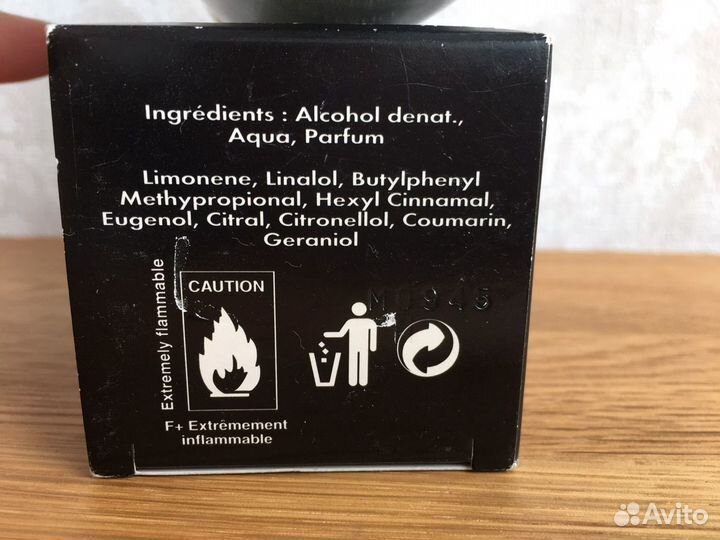 Ingrédients : Alcohol denat.,
Aqua, Parfum
Limonene, Linalol, Butylphenyl
Methypropional, Hexyl Cinnamal,
Eugenol, Citral, Citronellol, Coumarin,
Geraniol
Extremely flammable
CAUTION
F+ Extrêmement
inflammable
Avito